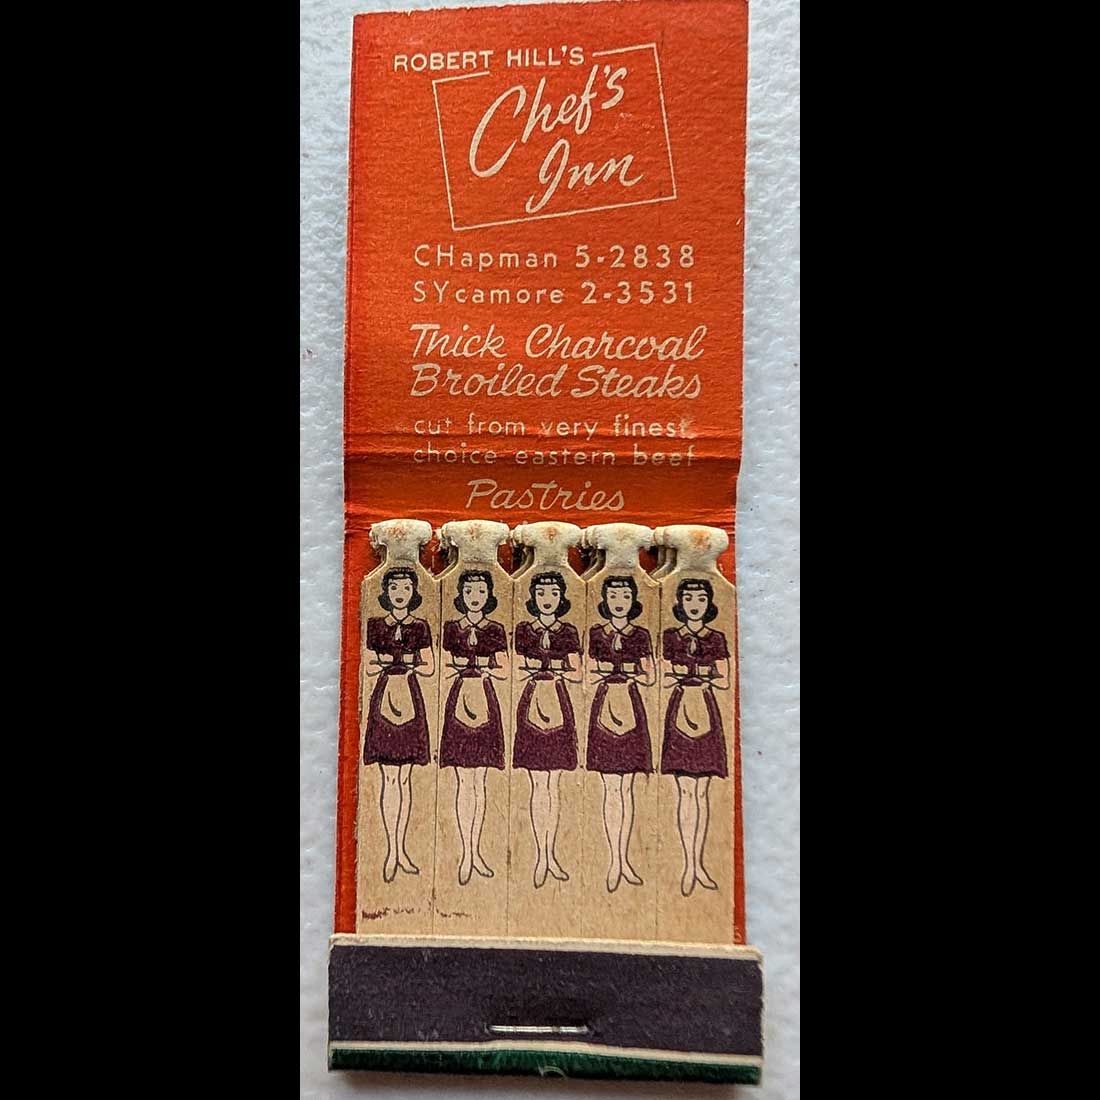 ROBERT HILL'S
Chef's
Inn
CHapman 5-2838
SYcamore 2-3531
Thick Charcoal
Broiled Steaks
cut from very finest
choice eastern beef
Pastries